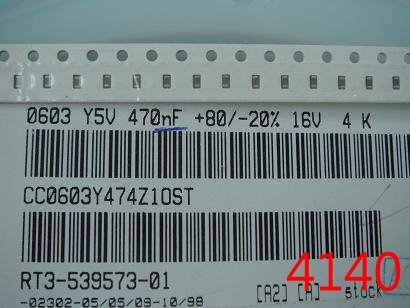 0603 Y5V 470nF +80/-20% 16V 4 K
CC0603Y474Z1OST
RT3-539573-01
4140
-02302-05/05/09-10/98 [A2] [A] stock